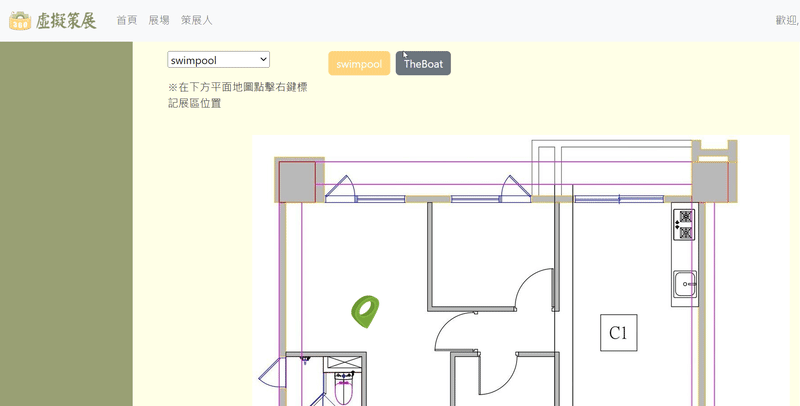 虛擬策展 首頁 展場 策展人 歡迎,
swimpool swimpool TheBoat
※在下方平面地圖點擊右鍵標
記展區位置
C1